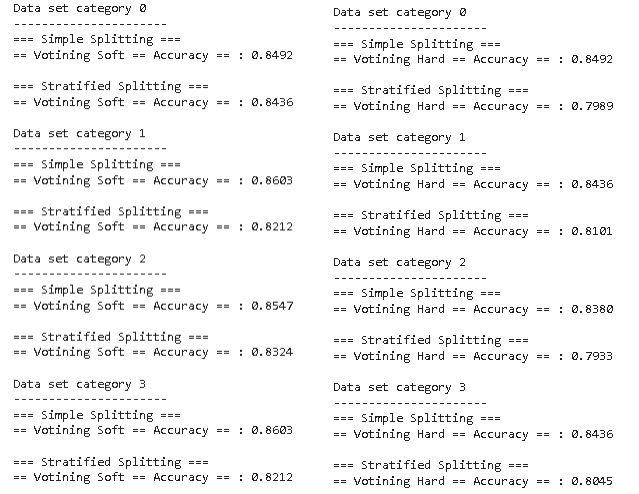 Data set category 0
----------------------
=== Simple Splitting ===
== Votining Soft == Accuracy == : 0.8492
=== Stratified Splitting ===
== Votining Soft == Accuracy == : 0.8436
Data set category 1
----------------------
=== Simple Splitting ===
== Votining Soft == Accuracy == : 0.8603
=== Stratified Splitting ===
== Votining Soft == Accuracy == : 0.8212
Data set category 2
----------------------
=== Simple Splitting ===
== Votining Soft == Accuracy == : 0.8547
=== Stratified Splitting ===
== Votining Soft == Accuracy == : 0.8324
Data set category 3
----------------------
=== Simple Splitting ===
== Votining Soft == Accuracy == : 0.8603
=== Stratified Splitting ===
== Votining Soft == Accuracy == : 0.8212
Data set category 0
----------------------
=== Simple Splitting ===
== Votining Hard == Accuracy == : 0.8492
=== Stratified Splitting ===
== Votining Hard == Accuracy == : 0.7989
Data set category 1
----------------------
=== Simple Splitting ===
== Votining Hard == Accuracy == : 0.8436
=== Stratified Splitting ===
== Votining Hard == Accuracy == : 0.8101
Data set category 2
----------------------
=== Simple Splitting ===
== Votining Hard == Accuracy == : 0.8380
=== Stratified Splitting ===
== Votining Hard == Accuracy == : 0.7933
Data set category 3
----------------------
=== Simple Splitting ===
== Votining Hard == Accuracy == : 0.8436
=== Stratified Splitting ===
== Votining Hard == Accuracy == : 0.8045